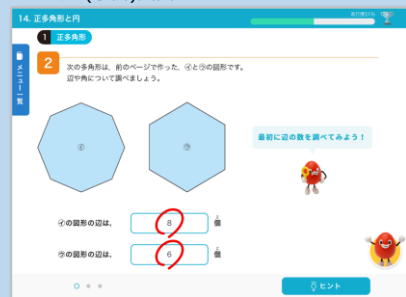 14. 正多角形と円
1 正多角形
メニュー一覧
2
次の多角形は、前のページで作った、㋑と㋒の図形です。
辺や角について調べましょう。
㋑
㋒
最初に辺の数を調べてみよう！
㋑の図形の辺は、 8 個
㋒の図形の辺は、 6 個
ヒント